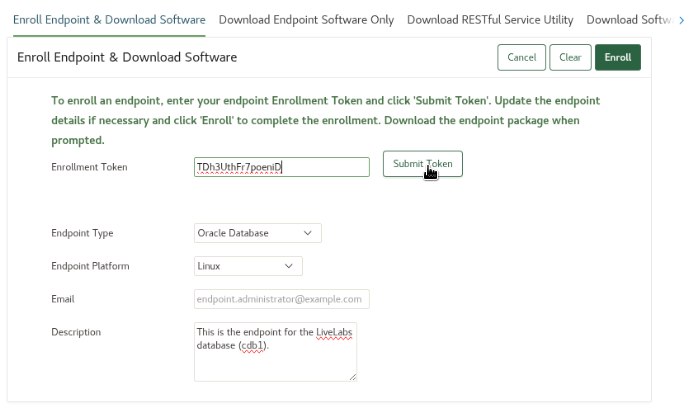 Enroll Endpoint & Download Software Download Endpoint Software Only Download RESTful Service Utility Download Softw
Enroll Endpoint & Download Software Cancel Clear Enroll
To enroll an endpoint, enter your endpoint Enrollment Token and click 'Submit Token'. Update the endpoint
details if necessary and click 'Enroll' to complete the enrollment. Download the endpoint package when
prompted.
Enrollment Token TDh3UthFr7poeniD Submit Token
Endpoint Type Oracle Database
Endpoint Platform Linux
Email endpoint.administrator@example.com
Description This is the endpoint for the LiveLabs
database (cdb1).